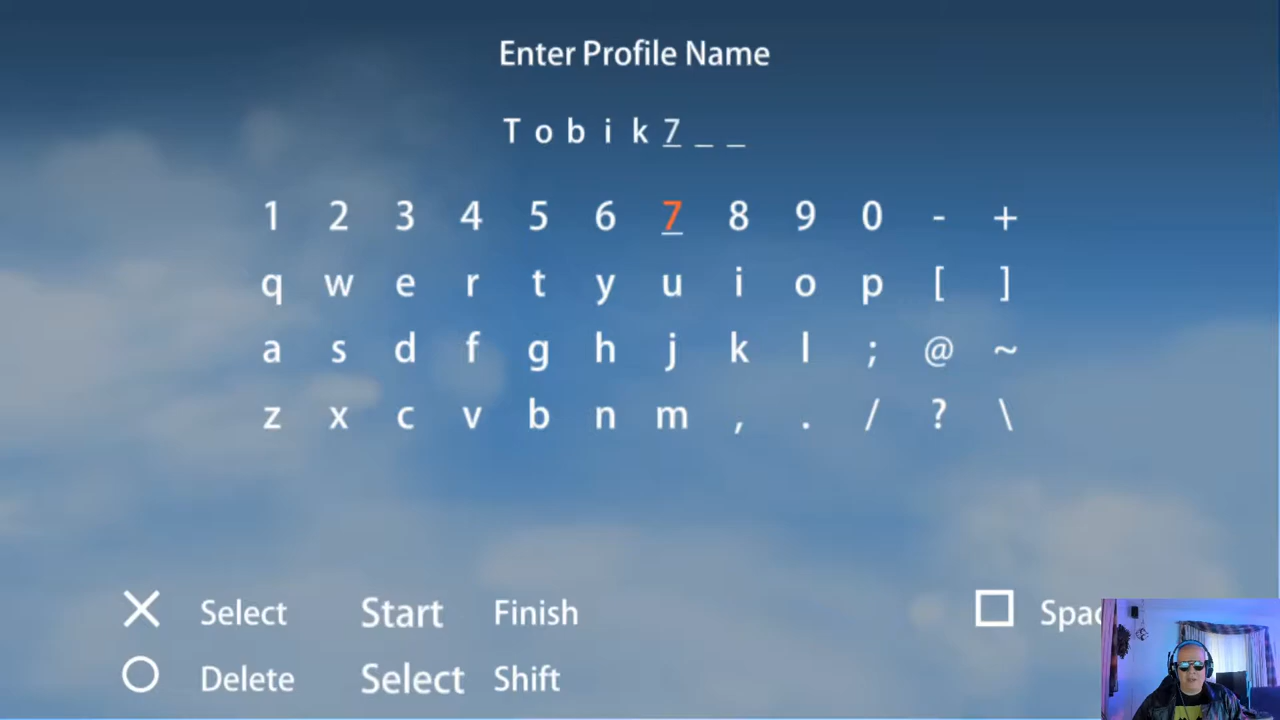 Enter Profile Name
Tobik7__
1 2 3 4 5 6 7 8 9 0 - +
q w e r t y u i o p [ ]
a s d f g h j k l ; @ ~
z x c v b n m , . / ? \
Select Start Finish
Delete Select Shift